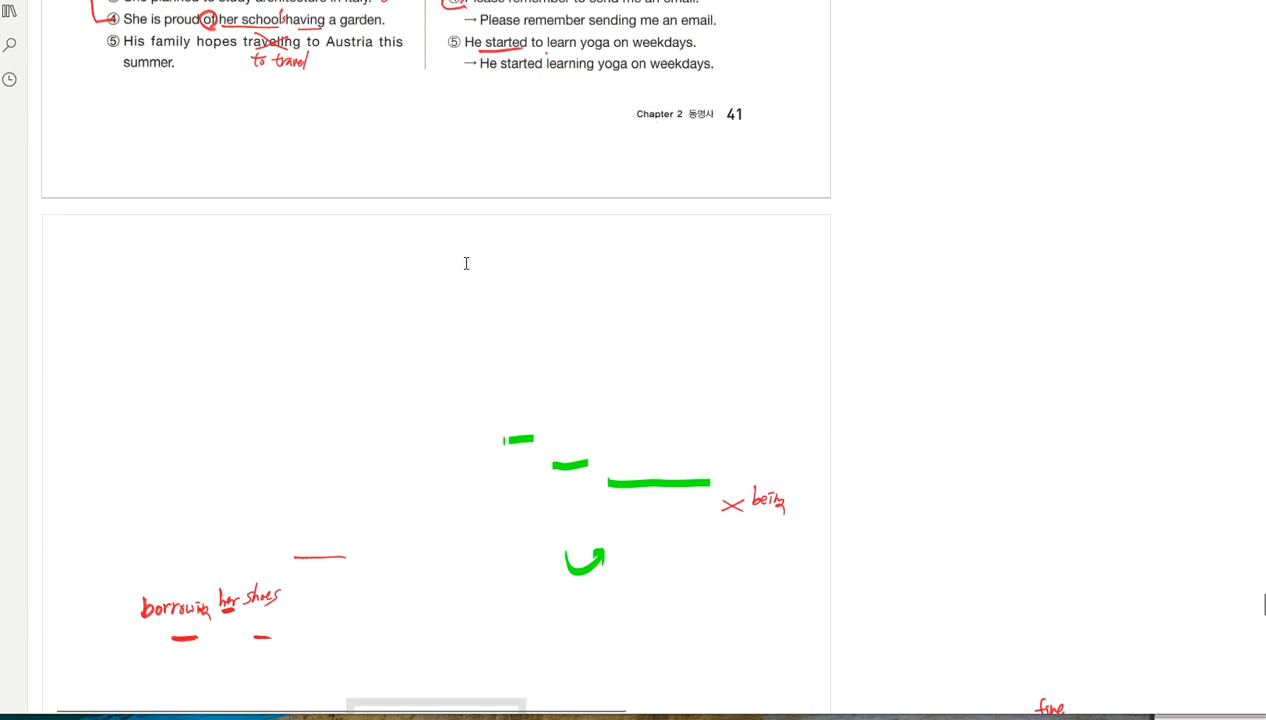 ④ She is proud of her school's having a garden.
⑤ His family hopes traveling to Austria this
summer.
to travel
→ Please remember sending me an email.
⑤ He started to learn yoga on weekdays.
→ He started learning yoga on weekdays.
Chapter 2 동명사 41
being
borrowing her shoes
fine